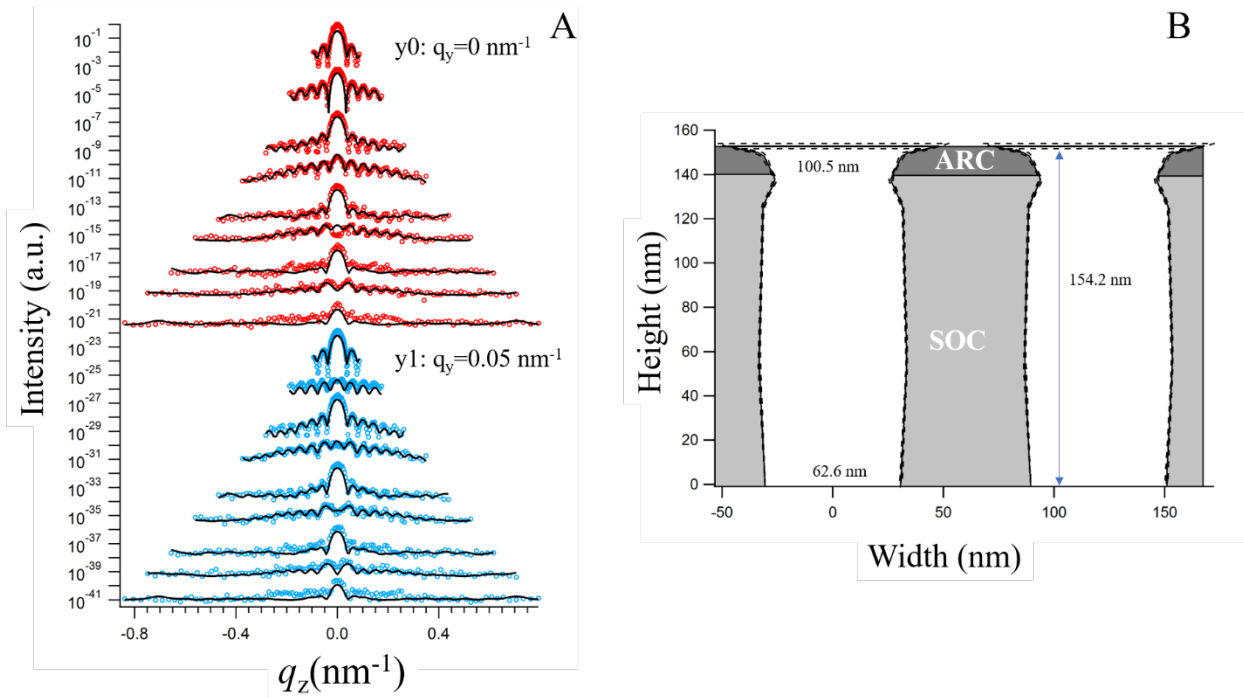 A
y0: qy=0 nm-1
10-1
10-3
10-5
10-7
10-9
10-11
10-13
10-15
10-17
10-19
10-21
y1: qy=0.05 nm-1
10-23
10-25
10-27
10-29
10-31
10-33
10-35
10-37
10-39
10-41
Intensity (a.u.)
-0.8 -0.4 0.0 0.4
qz(nm-1)
B
160
140
120
100
80
60
40
20
0
Height (nm)
ARC
100.5 nm
154.2 nm
SOC
62.6 nm
-50 0 50 100 150
Width (nm)